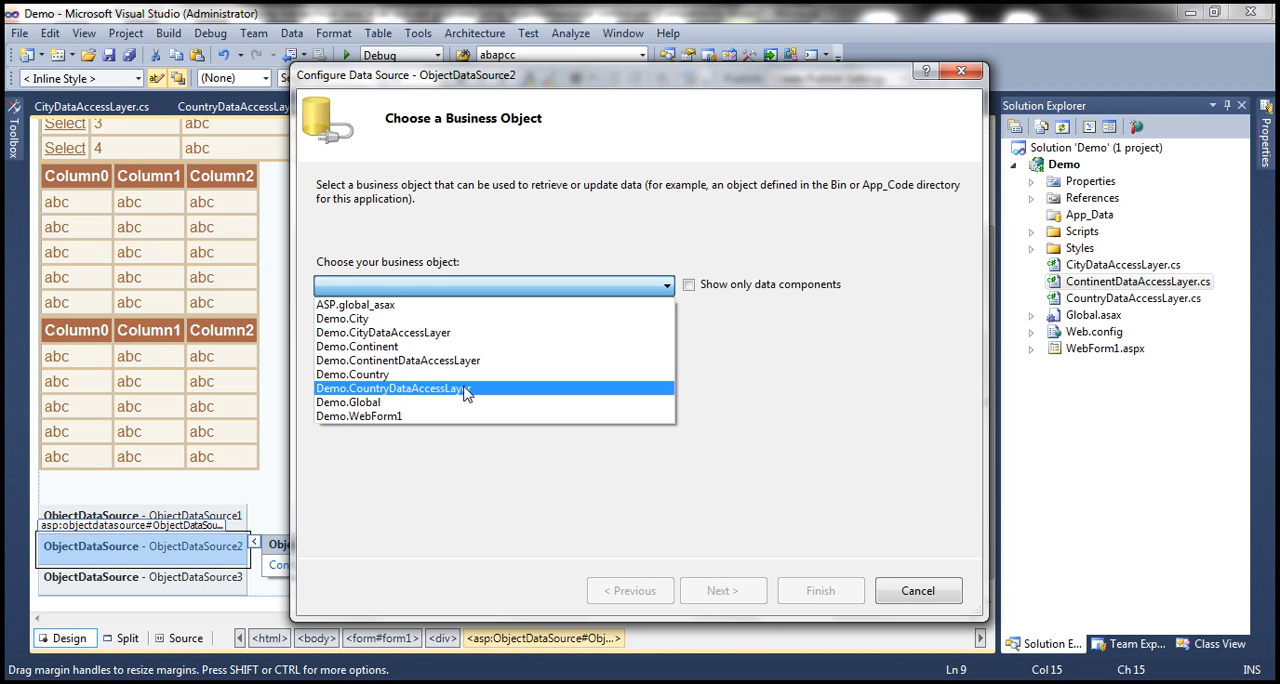 Demo - Microsoft Visual Studio (Administrator)
File Edit View Project Build Debug Team Data Format Table Tools Architecture Test Analyze Window Help
Debug abapcc
< Inline Style > (None)
Configure Data Source - ObjectDataSource2
CityDataAccessLayer.cs CountryDataAccessLay
Select 3 abc
Select 4 abc
Column0 Column1 Column2
abc abc abc
abc abc abc
abc abc abc
abc abc abc
abc abc abc
Column0 Column1 Column2
abc abc abc
abc abc abc
abc abc abc
abc abc abc
abc abc abc
ObjectDataSource - ObjectDataSource1
asp:objectdatasource#ObjectDataSou...
ObjectDataSource - ObjectDataSource2
ObjectDataSource - ObjectDataSource3
Obje
Con
Toolbox
Choose a Business Object
Select a business object that can be used to retrieve or update data (for example, an object defined in the Bin or App_Code directory
for this application).
Choose your business object:
Show only data components
ASP.global_asax
Demo.City
Demo.CityDataAccessLayer
Demo.Continent
Demo.ContinentDataAccessLayer
Demo.Country
Demo.CountryDataAccessLayer
Demo.Global
Demo.WebForm1
< Previous Next > Finish Cancel
Solution Explorer
Solution 'Demo' (1 project)
Demo
Properties
References
App_Data
Scripts
Styles
CityDataAccessLayer.cs
ContinentDataAccessLayer.cs
CountryDataAccessLayer.cs
Global.asax
Web.config
WebForm1.aspx
Properties
Solution E... Team Exp... Class View
Design Split Source <html> <body> <form#form1> <div> <asp:ObjectDataSource#Obj...>
Drag margin handles to resize margins. Press SHIFT or CTRL for more options. Ln 9 Col 15 Ch 15 INS